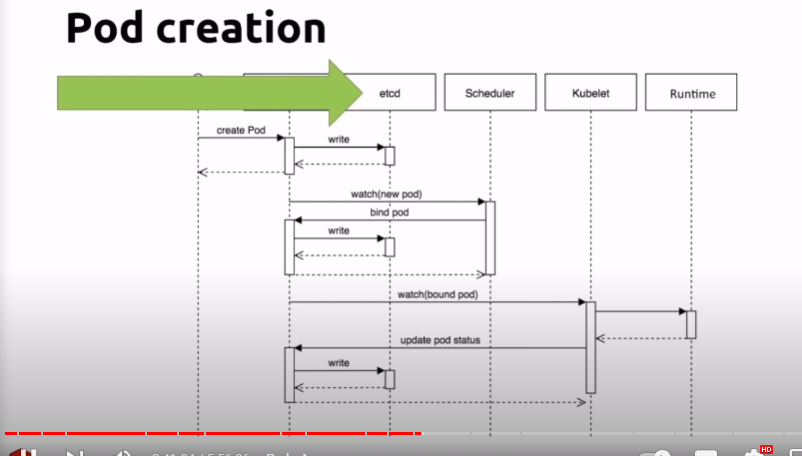 Pod creation
etcd
Scheduler
Kubelet
Runtime
create Pod
write
watch(new pod)
bind pod
write
watch(bound pod)
update pod status
write
HD